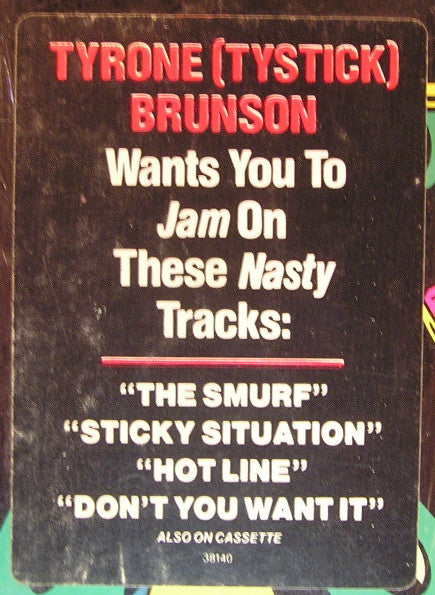 TYRONE (TYSTICK)
BRUNSON
Wants You To
Jam On
These Nasty
Tracks:
“THE SMURF”
“STICKY SITUATION”
“HOT LINE”
“DON'T YOU WANT IT”
ALSO ON CASSETTE
38140